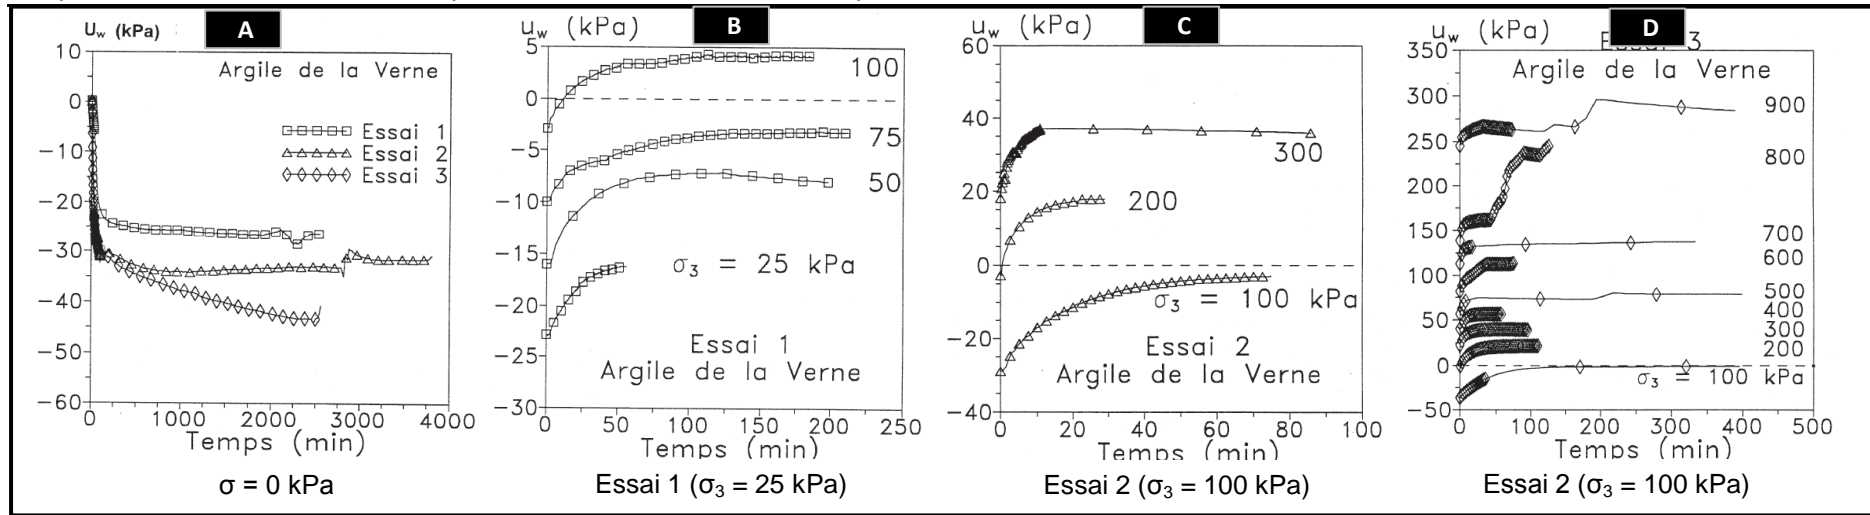 A
U_w (kPa)
10
0
−10
−20
−30
−40
−50
−60
Argile de la Verne
Essai 1
Essai 2
Essai 3
0 1000 2000 3000 4000
Temps (min)
σ = 0 kPa
B
u_w (kPa)
5
0
−5
−10
−15
−20
−25
−30
100
75
50
σ₃ = 25 kPa
Essai 1
Argile de la Verne
0 50 100 150 200 250
Temps (min)
Essai 1 (σ₃ = 25 kPa)
C
u_w (kPa)
60
40
20
0
−20
−40
300
200
σ₃ = 100 kPa
Essai 2
Argile de la Verne
0 20 40 60 80 100
Temps (min)
Essai 2 (σ₃ = 100 kPa)
D
u_w (kPa)
Essai 3
Argile de la Verne
350
300
250
200
150
100
50
0
−50
900
800
700
600
500
400
300
200
σ₃ = 100 kPa
0 100 200 300 400 500
Temps (min)
Essai 2 (σ₃ = 100 kPa)